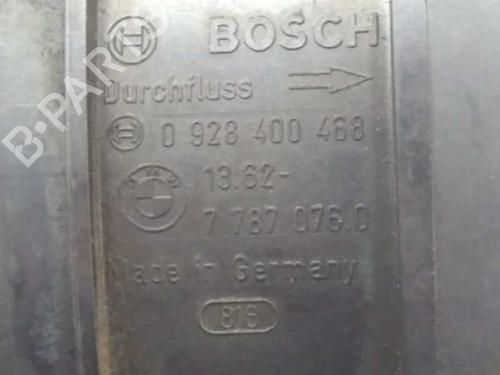 BOSCH
Durchfluss
0 928 400 468
13.62-
7 787 076.0
Made in Germany
816
B-PARTS